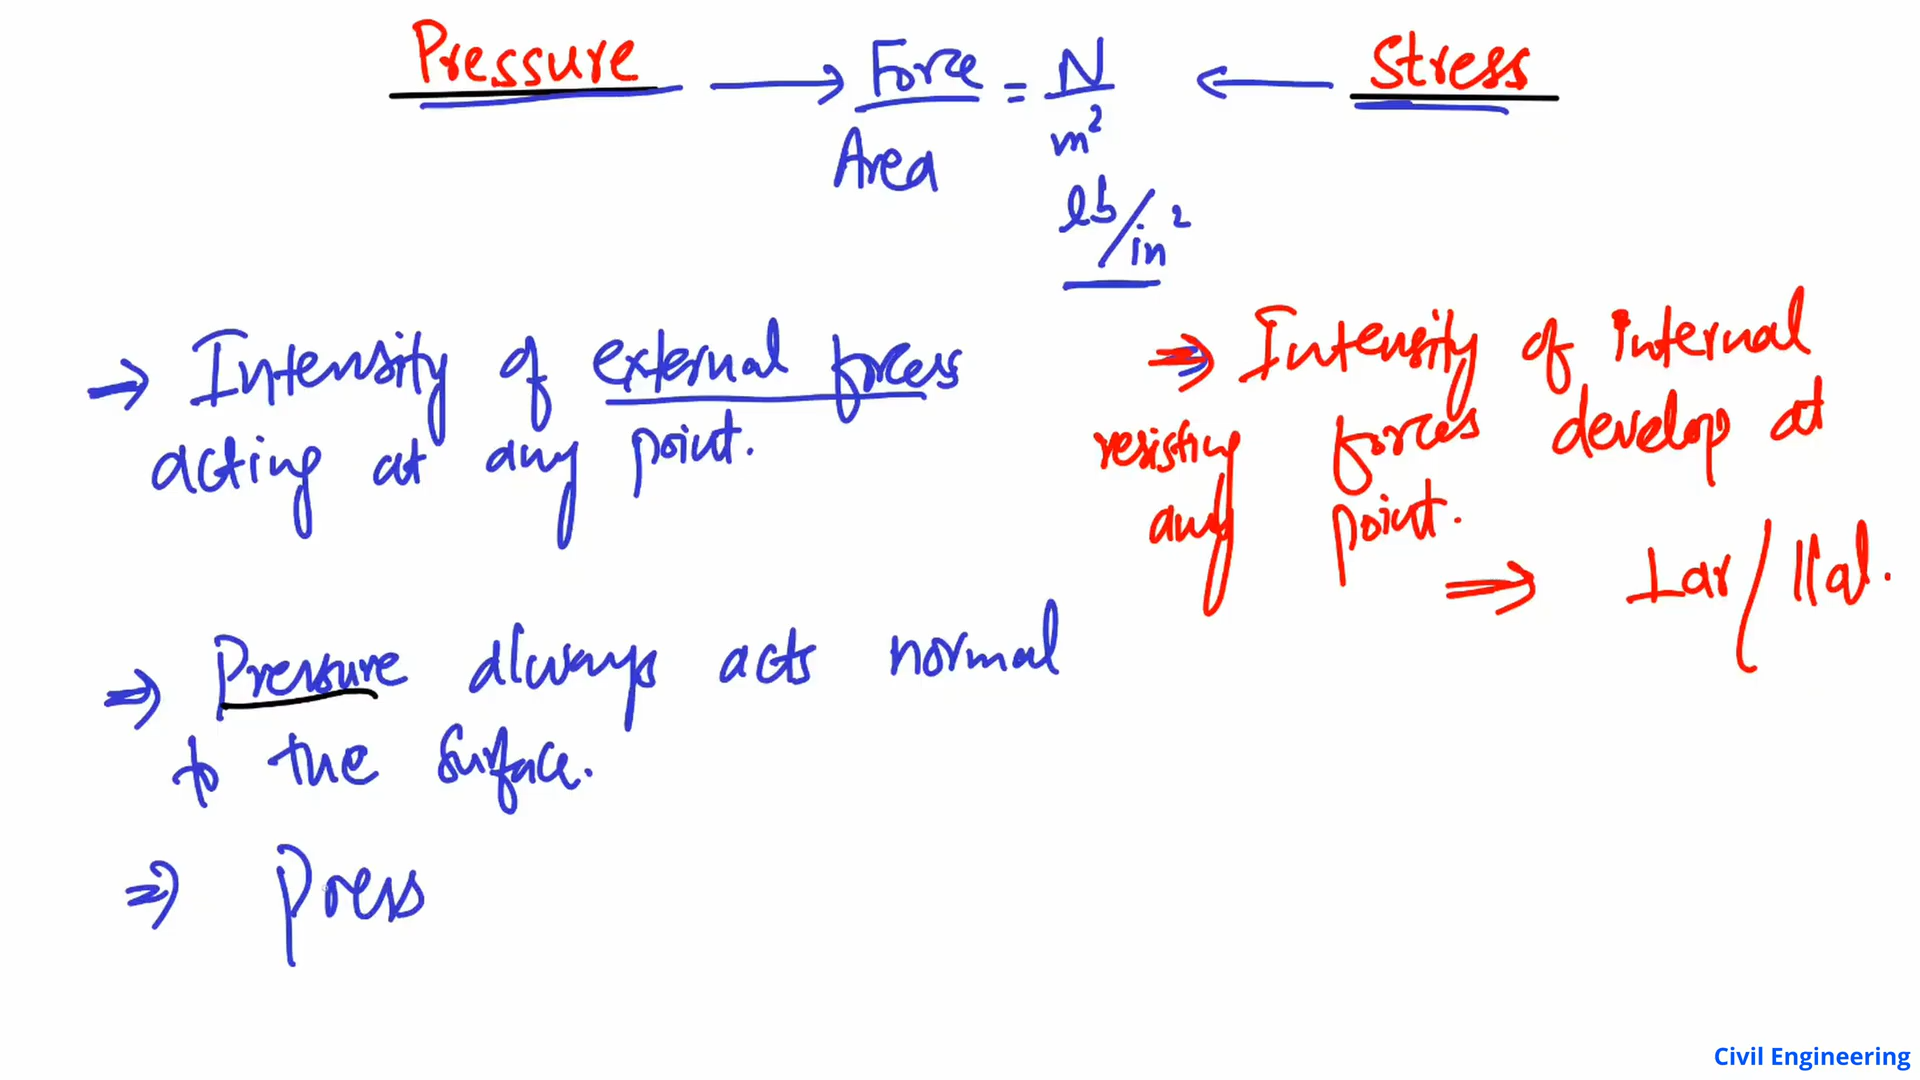 Pressure → Force = N ← Stress
Area m²
lb/in²
→ Intensity of external forces
acting at any point.
⇒ Intensity of internal
resisting forces develop at
any point.
⇒ ⊥ar/||al.
⇒ Pressure always acts normal
to the surface.
⇒ Press
Civil Engineering